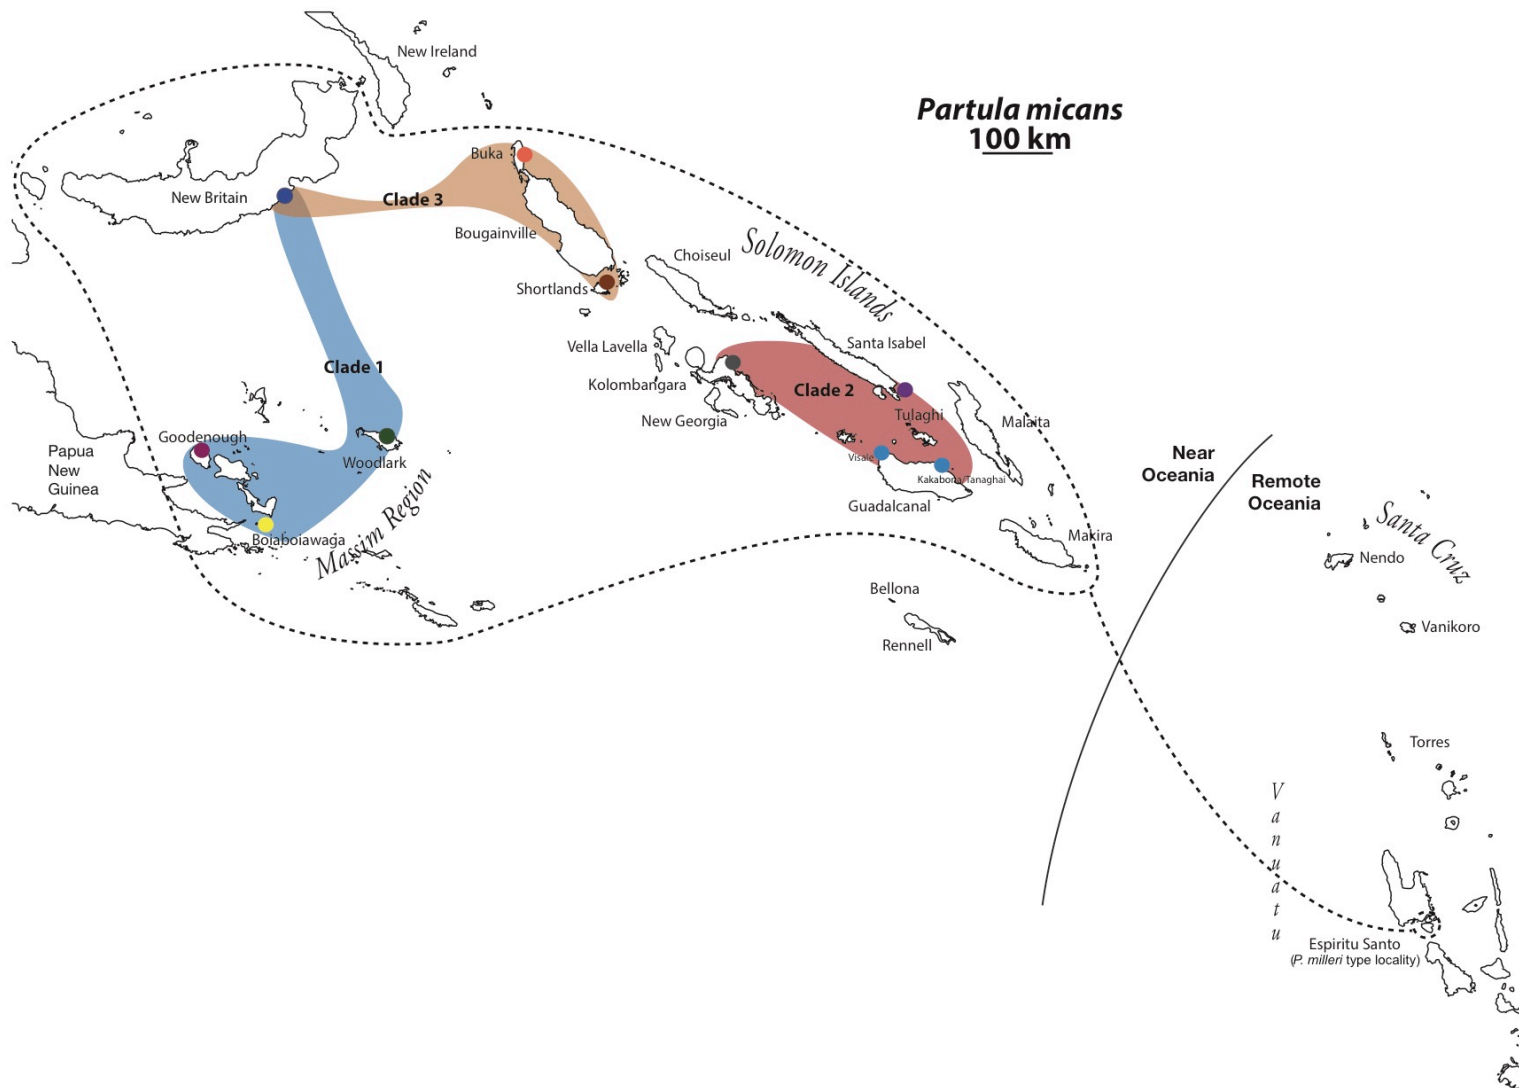 New Ireland
Partula micans
100 km
Buka
New Britain
Clade 3
Bougainville
Solomon Islands
Choiseul
Shortlands
Vella Lavella
Santa Isabel
Clade 1
Kolombangara
Clade 2
New Georgia
Tulaghi
Malaita
Goodenough
Papua
New
Guinea
Woodlark
Visale
Kakabona/Tanaghai
Near
Oceania
Remote
Oceania
Guadalcanal
Massim Region
Boiaboiawaga
Makira
Santa Cruz
Nendo
Bellona
Rennell
Vanikoro
Torres
Vanuatu
Espiritu Santo
(P. milleri type locality)